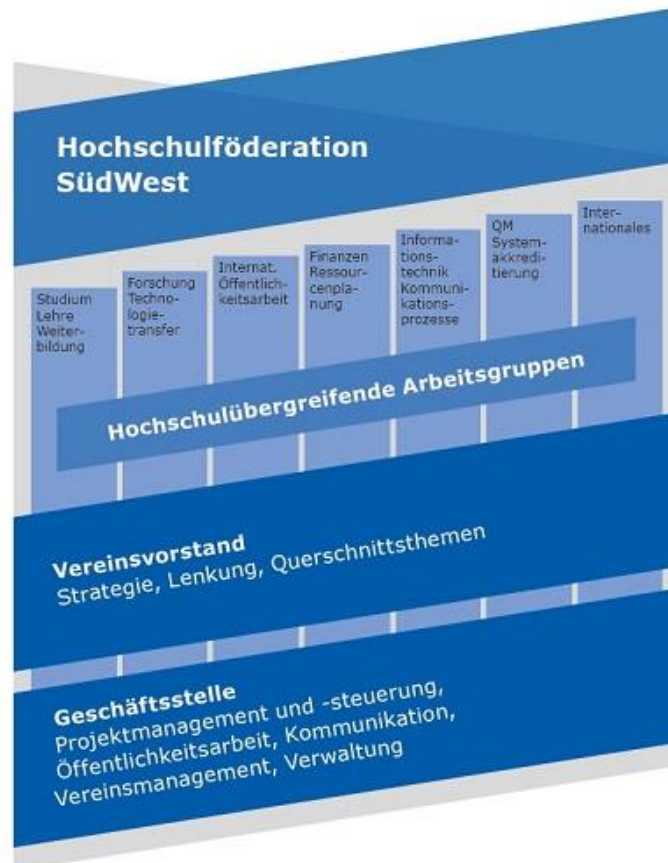 Hochschulföderation
SüdWest
Studium
Lehre
Weiter-
bildung
Forschung
Techno-
logie-
transfer
Internat.
Öffentlich-
keitsarbeit
Finanzen
Ressour-
cenpla-
nung
Informa-
tions-
technik
Kommuni-
kations-
prozesse
QM
System-
akkredi-
tierung
Inter-
nationales
Hochschulübergreifende Arbeitsgruppen
Vereinsvorstand
Strategie, Lenkung, Querschnittsthemen
Geschäftsstelle
Projektmanagement und -steuerung,
Öffentlichkeitsarbeit, Kommunikation,
Vereinsmanagement, Verwaltung